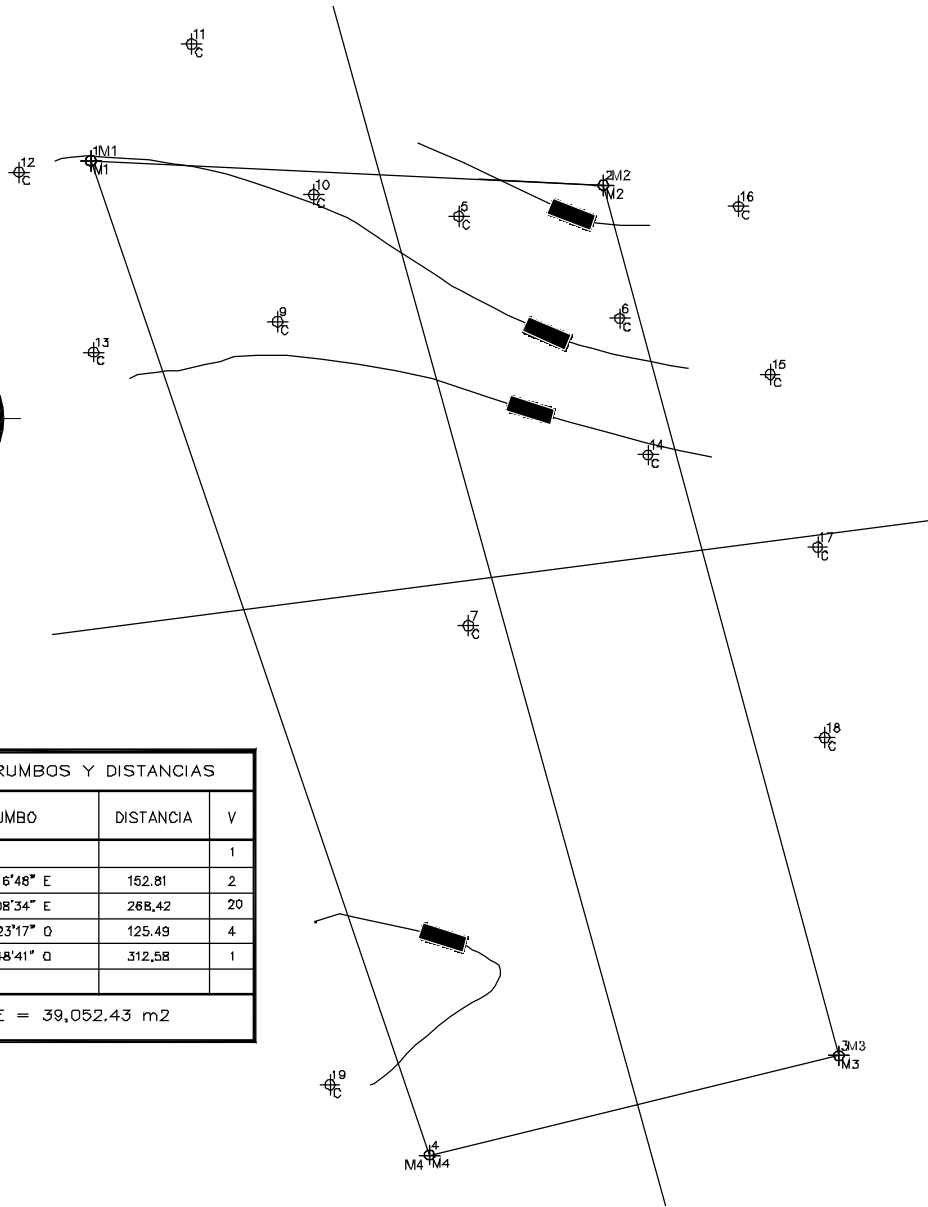 11
C
1M1
M1
12
C
2M2
M2
10
C
16
C
5
C
9
C
6
C
13
C
15
C
14
C
17
C
7
C
18
C
RUMBOS Y DISTANCIAS
UMBO DISTANCIA V
1
6'48" E 152.81 2
08'34" E 268.42 20
23'17" O 125.49 4
48'41" O 312.58 1
E = 39,052.43 m2
3M3
M3
19
C
4
M4 M4